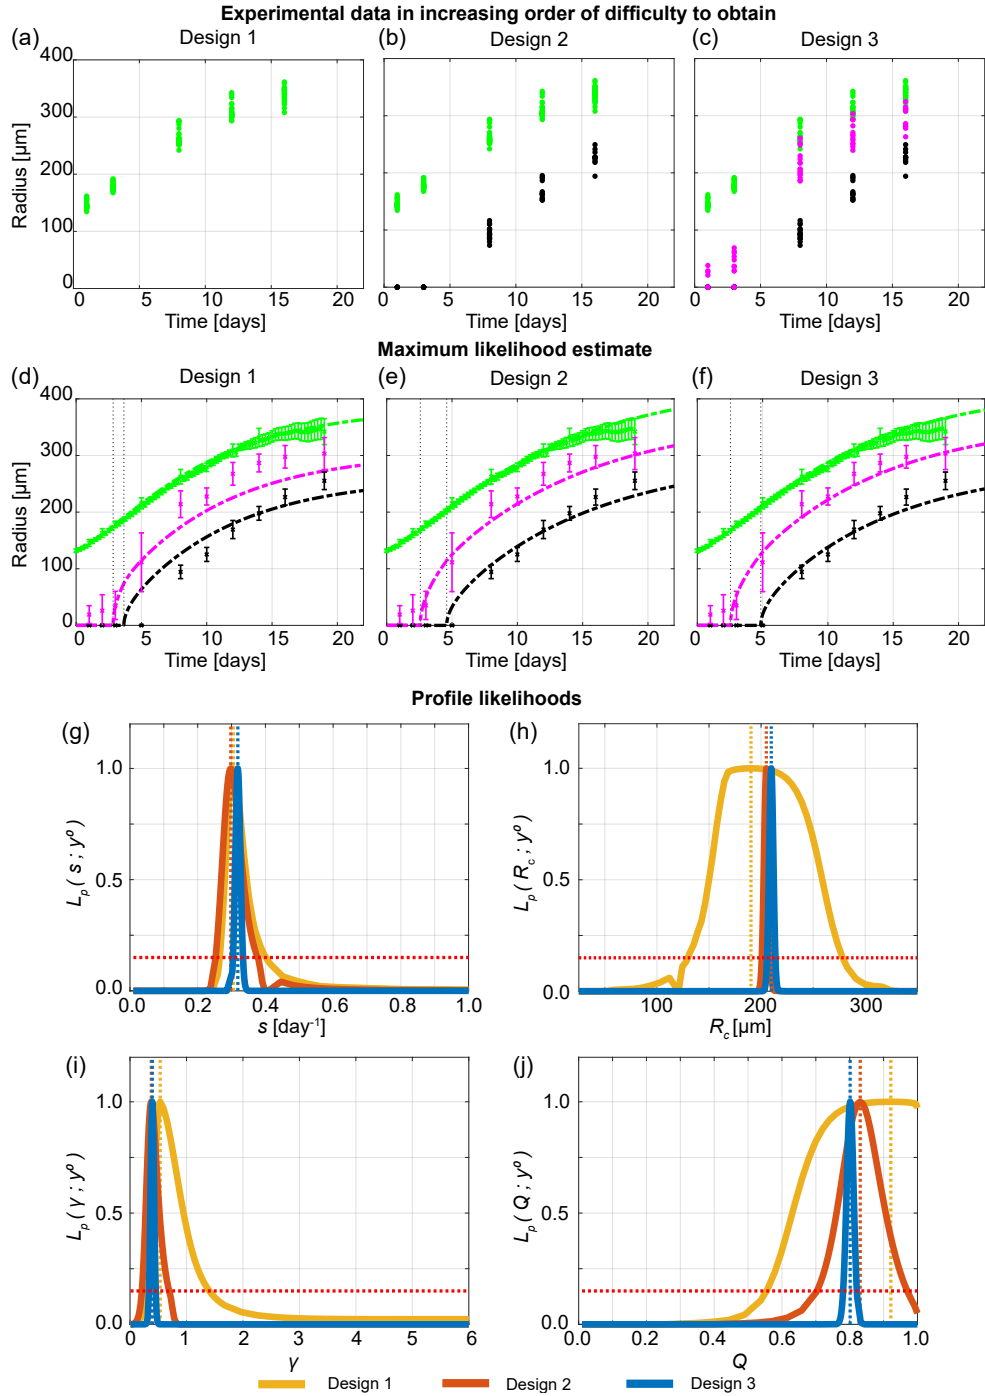 Experimental data in increasing order of difficulty to obtain
(a) Design 1 (b) Design 2 (c) Design 3
Radius [µm]
400
300
200
100
0
0 5 10 15 20
0 5 10 15 20
0 5 10 15 20
Time [days] Time [days] Time [days]
Maximum likelihood estimate
(d) Design 1 (e) Design 2 (f) Design 3
Radius [µm]
400
300
200
100
0
0 5 10 15 20
0 5 10 15 20
0 5 10 15 20
Time [days] Time [days] Time [days]
Profile likelihoods
(g)
L_p ( s ; y^o )
1.0
0.5
0.0
0.0 0.2 0.4 0.6 0.8 1.0
s [day⁻¹]
(h)
L_p ( R_c ; y^o )
1.0
0.5
0.0
100 200 300
R_c [µm]
(i)
L_p ( γ ; y^o )
1.0
0.5
0.0
0 1 2 3 4 5 6
γ
(j)
L_p ( Q ; y^o )
1.0
0.5
0.0
0.0 0.2 0.4 0.6 0.8 1.0
Q
Design 1 Design 2 Design 3